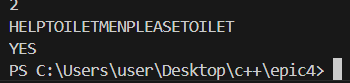 2
HELPTOILETMENPLEASETOILET
YES
PS C:\Users\user\Desktop\c++\epic4>